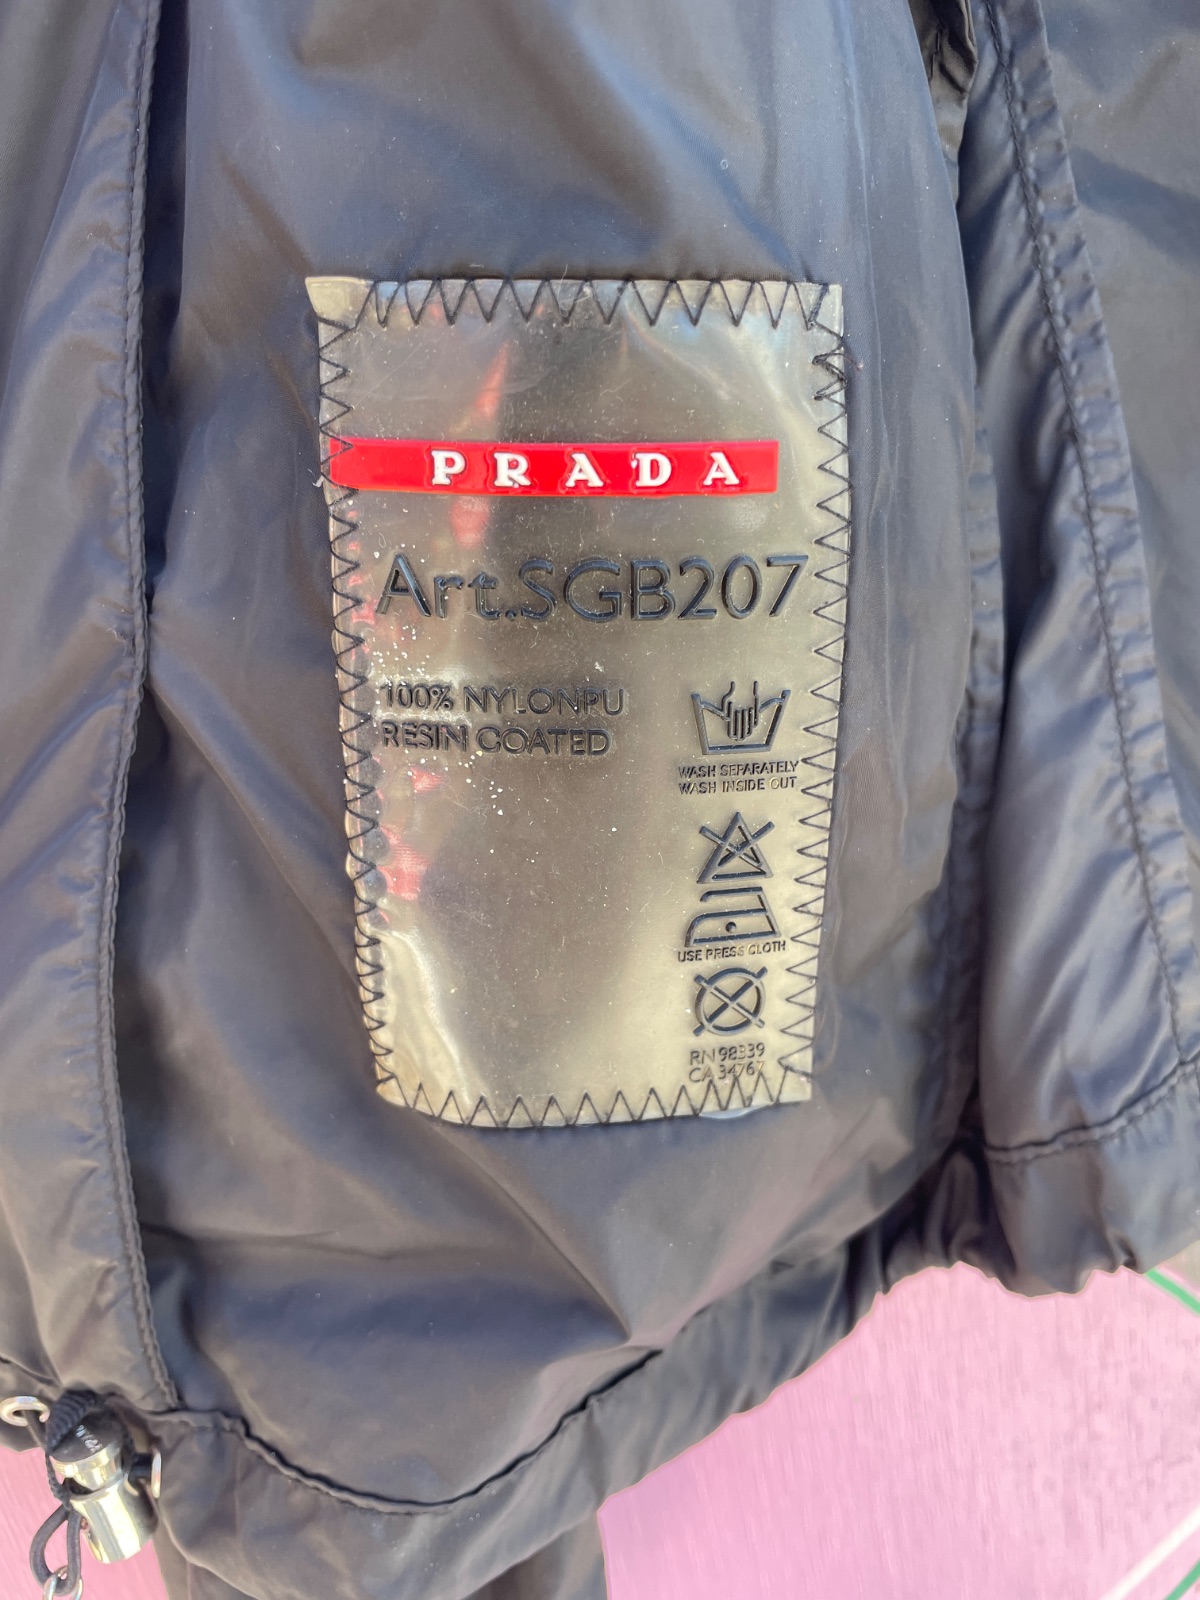 PRADA
Art.SGB207
100% NYLONPU
RESIN COATED
WASH SEPARATELY
WASH INSIDE OUT
USE PRESS CLOTH
RN 98339
CA 34767